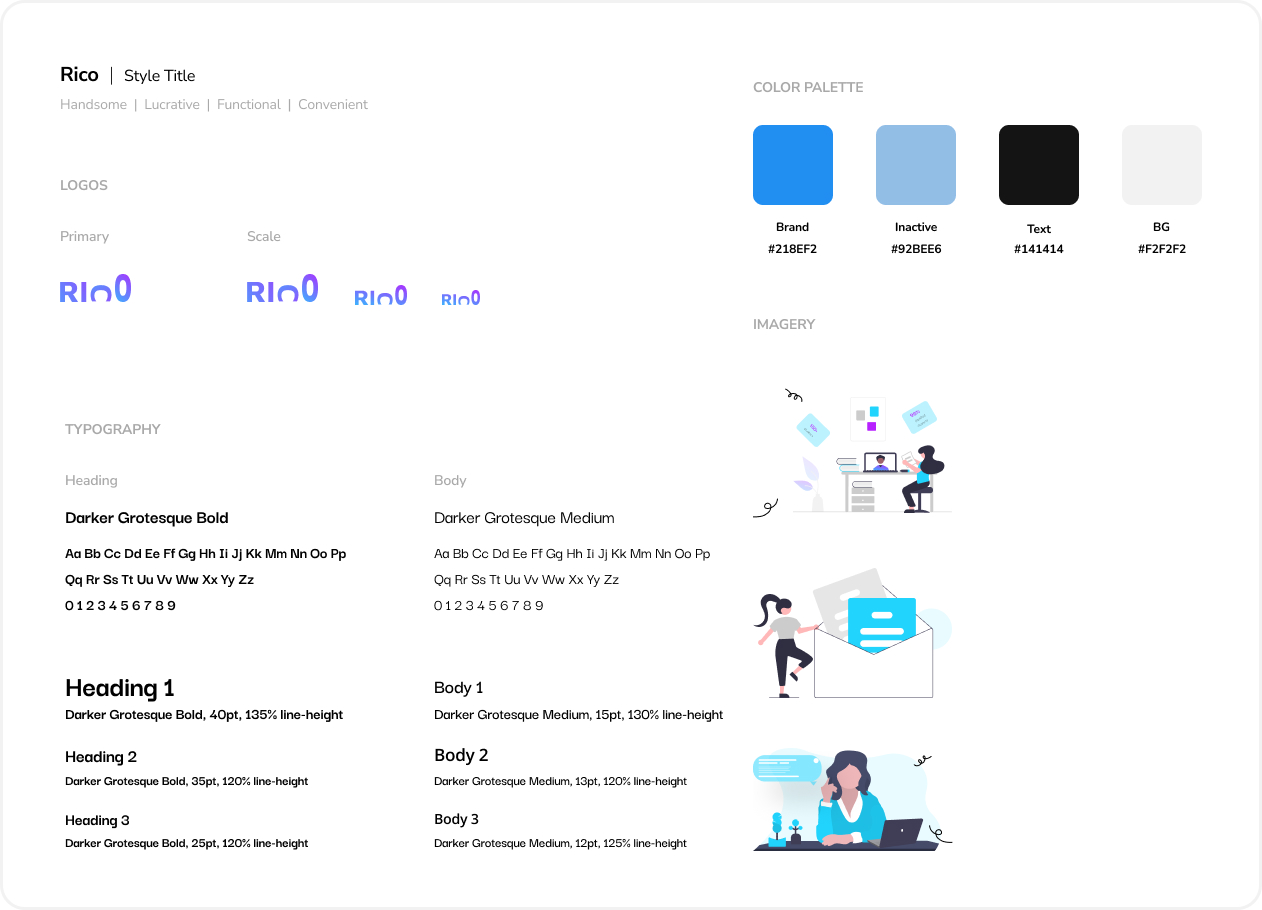 Rico | Style Title
Handsome | Lucrative | Functional | Convenient
LOGOS
Primary
Scale
RIO
RIO
RIO
RIO
TYPOGRAPHY
Heading
Darker Grotesque Bold
Aa Bb Cc Dd Ee Ff Gg Hh Ii Jj Kk Mm Nn Oo Pp
Qq Rr Ss Tt Uu Vv Ww Xx Yy Zz
0 1 2 3 4 5 6 7 8 9
Body
Darker Grotesque Medium
Aa Bb Cc Dd Ee Ff Gg Hh Ii Jj Kk Mm Nn Oo Pp
Qq Rr Ss Tt Uu Vv Ww Xx Yy Zz
0 1 2 3 4 5 6 7 8 9
Heading 1
Darker Grotesque Bold, 40pt, 135% line-height
Heading 2
Darker Grotesque Bold, 35pt, 120% line-height
Heading 3
Darker Grotesque Bold, 25pt, 120% line-height
Body 1
Darker Grotesque Medium, 15pt, 130% line-height
Body 2
Darker Grotesque Medium, 13pt, 120% line-height
Body 3
Darker Grotesque Medium, 12pt, 125% line-height
COLOR PALETTE
Brand
#218EF2
Inactive
#92BEE6
Text
#141414
BG
#F2F2F2
IMAGERY